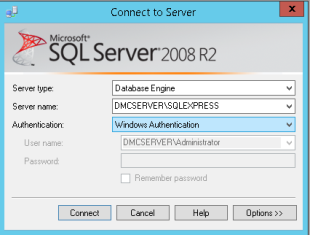 Connect to Server
Microsoft®
SQL Server® 2008 R2
Server type: Database Engine
Server name: DMCSERVER\SQLEXPRESS
Authentication: Windows Authentication
User name: DMCSERVER\Administrator
Password:
Remember password
Connect Cancel Help Options >>